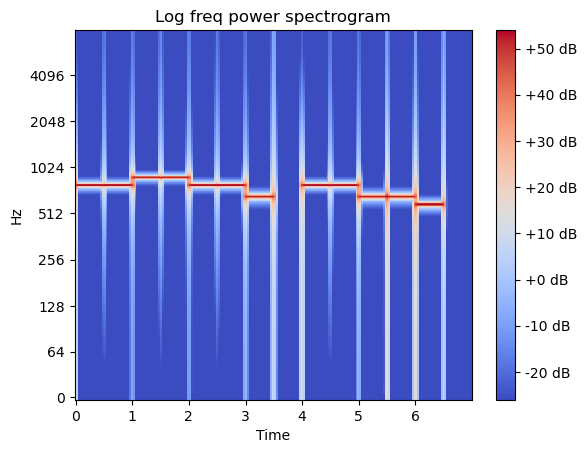 Log freq power spectrogram
+50 dB
4096
+40 dB
2048
+30 dB
1024
+20 dB
512
Hz
+10 dB
256
+0 dB
128
-10 dB
64
-20 dB
0
0 1 2 3 4 5 6
Time